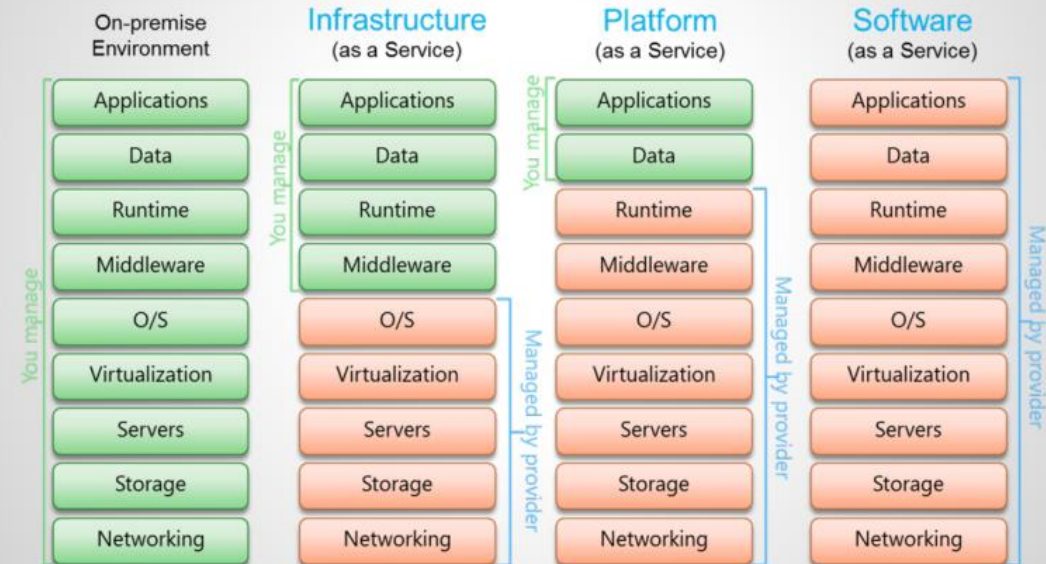 On-premise
Environment
Applications
Data
Runtime
Middleware
O/S
Virtualization
Servers
Storage
Networking
You manage
Infrastructure
(as a Service)
Applications
Data
Runtime
Middleware
O/S
Virtualization
Servers
Storage
Networking
You manage
Managed by provider
Platform
(as a Service)
Applications
Data
Runtime
Middleware
O/S
Virtualization
Servers
Storage
Networking
You manage
Managed by provider
Software
(as a Service)
Applications
Data
Runtime
Middleware
O/S
Virtualization
Servers
Storage
Networking
Managed by provider